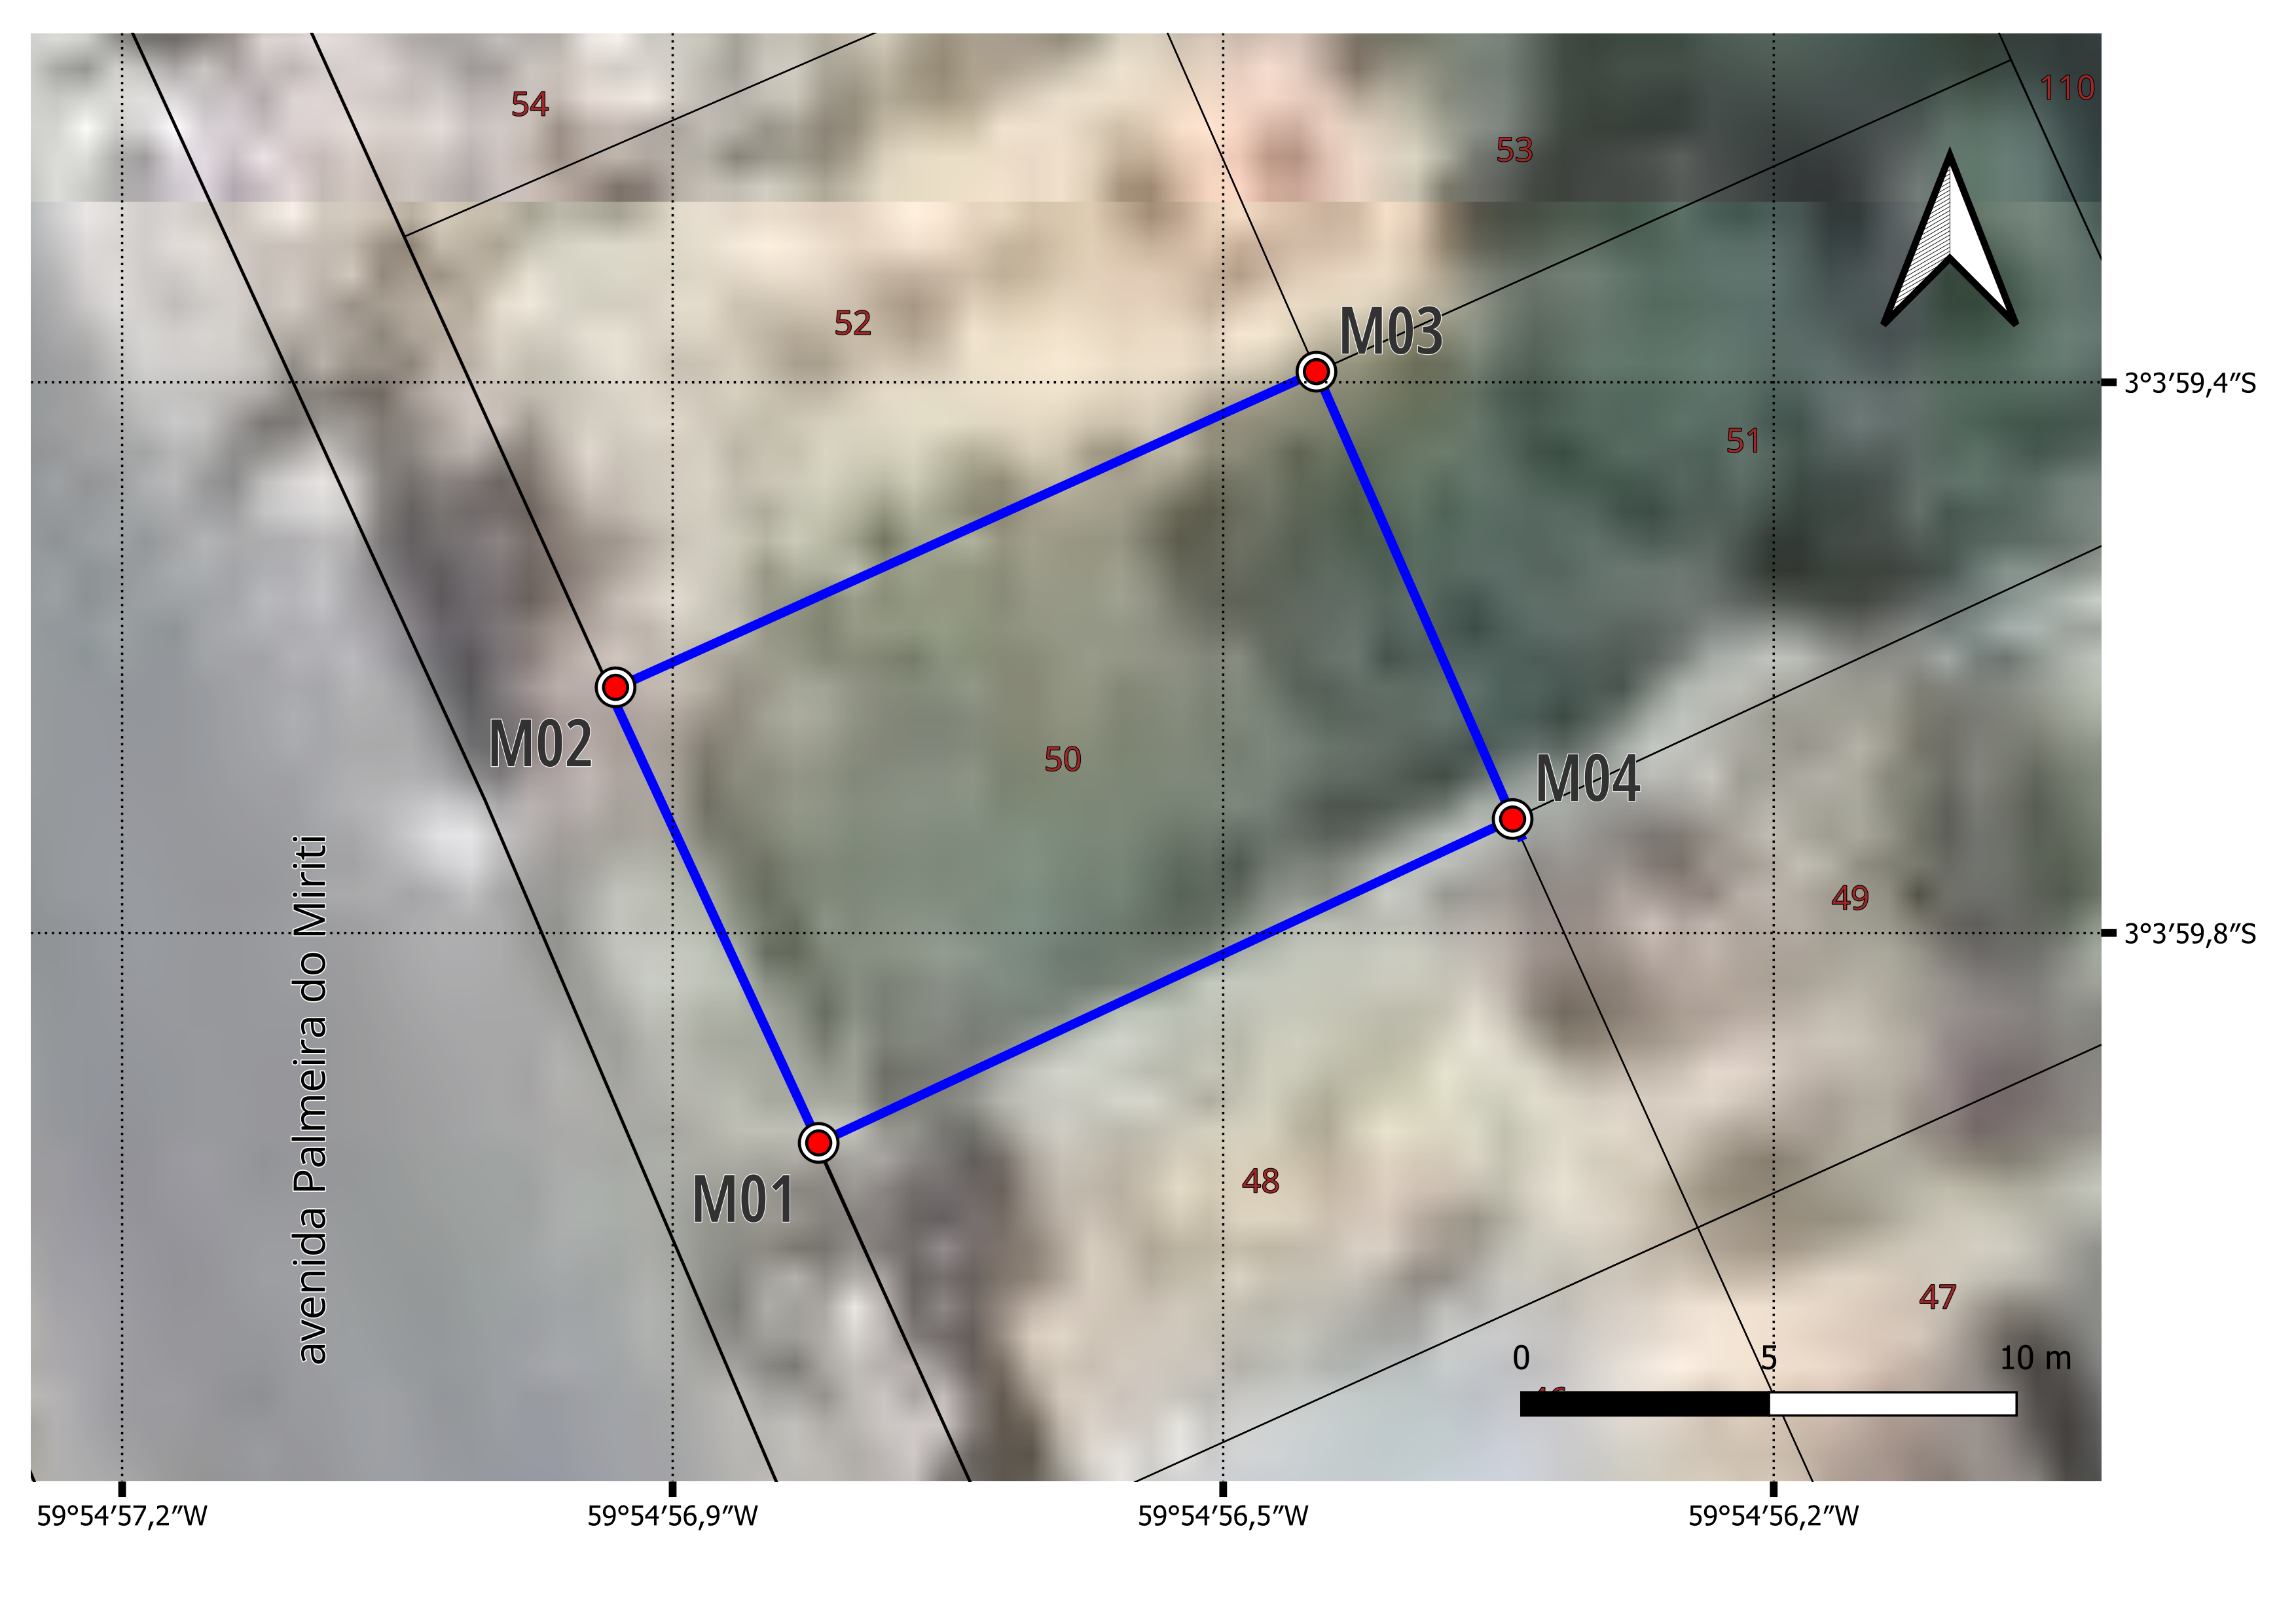 54
110
53
M03
52
3°3′59,4″S
51
M02
50
M04
avenida Palmeira do Miriti
49
3°3′59,8″S
M01
48
47
0 5 10 m
59°54′57,2″W 59°54′56,9″W 59°54′56,5″W 59°54′56,2″W